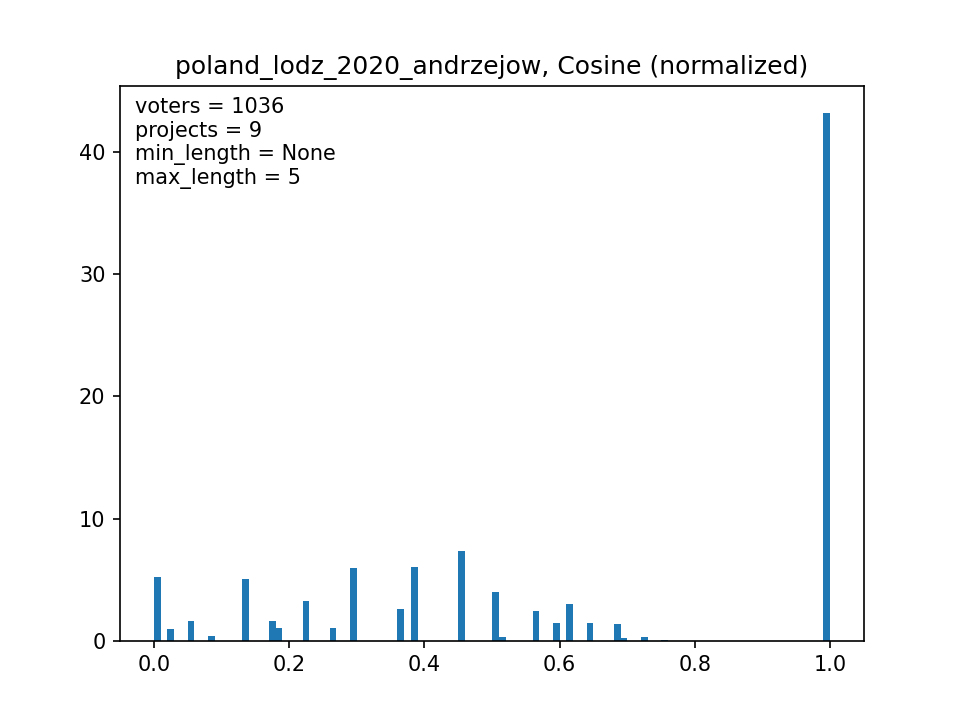 poland_lodz_2020_andrzejow, Cosine (normalized)
voters = 1036
projects = 9
min_length = None
max_length = 5
40
30
20
10
0
0.0 0.2 0.4 0.6 0.8 1.0